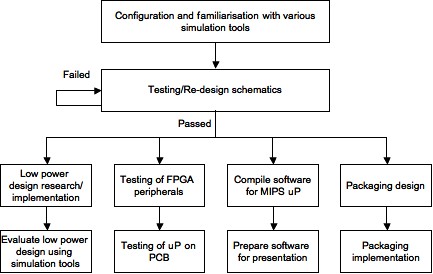 Configuration and familiarisation with various
simulation tools
Failed
Testing/Re-design schematics
Passed
Low power
design research/
implementation
Testing of FPGA
peripherals
Compile software
for MIPS uP
Packaging design
Evaluate low power
design using
simulation tools
Testing of uP on
PCB
Prepare software
for presentation
Packaging
implementation